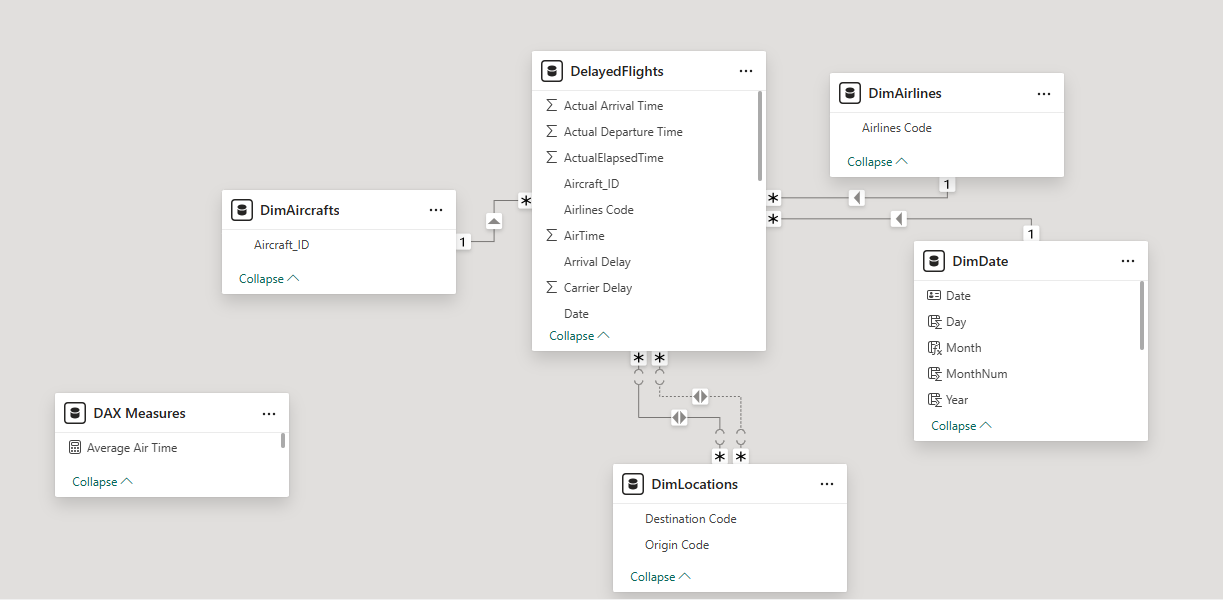 DelayedFlights
Actual Arrival Time
Actual Departure Time
ActualElapsedTime
Aircraft_ID
Airlines Code
AirTime
Arrival Delay
Carrier Delay
Date
Collapse
DimAirlines
Airlines Code
Collapse
1
*
*
1
DimAircrafts
Aircraft_ID
Collapse
1
*
DimDate
Date
Day
Month
MonthNum
Year
Collapse
* *
* *
DAX Measures
Average Air Time
Collapse
DimLocations
Destination Code
Origin Code
Collapse